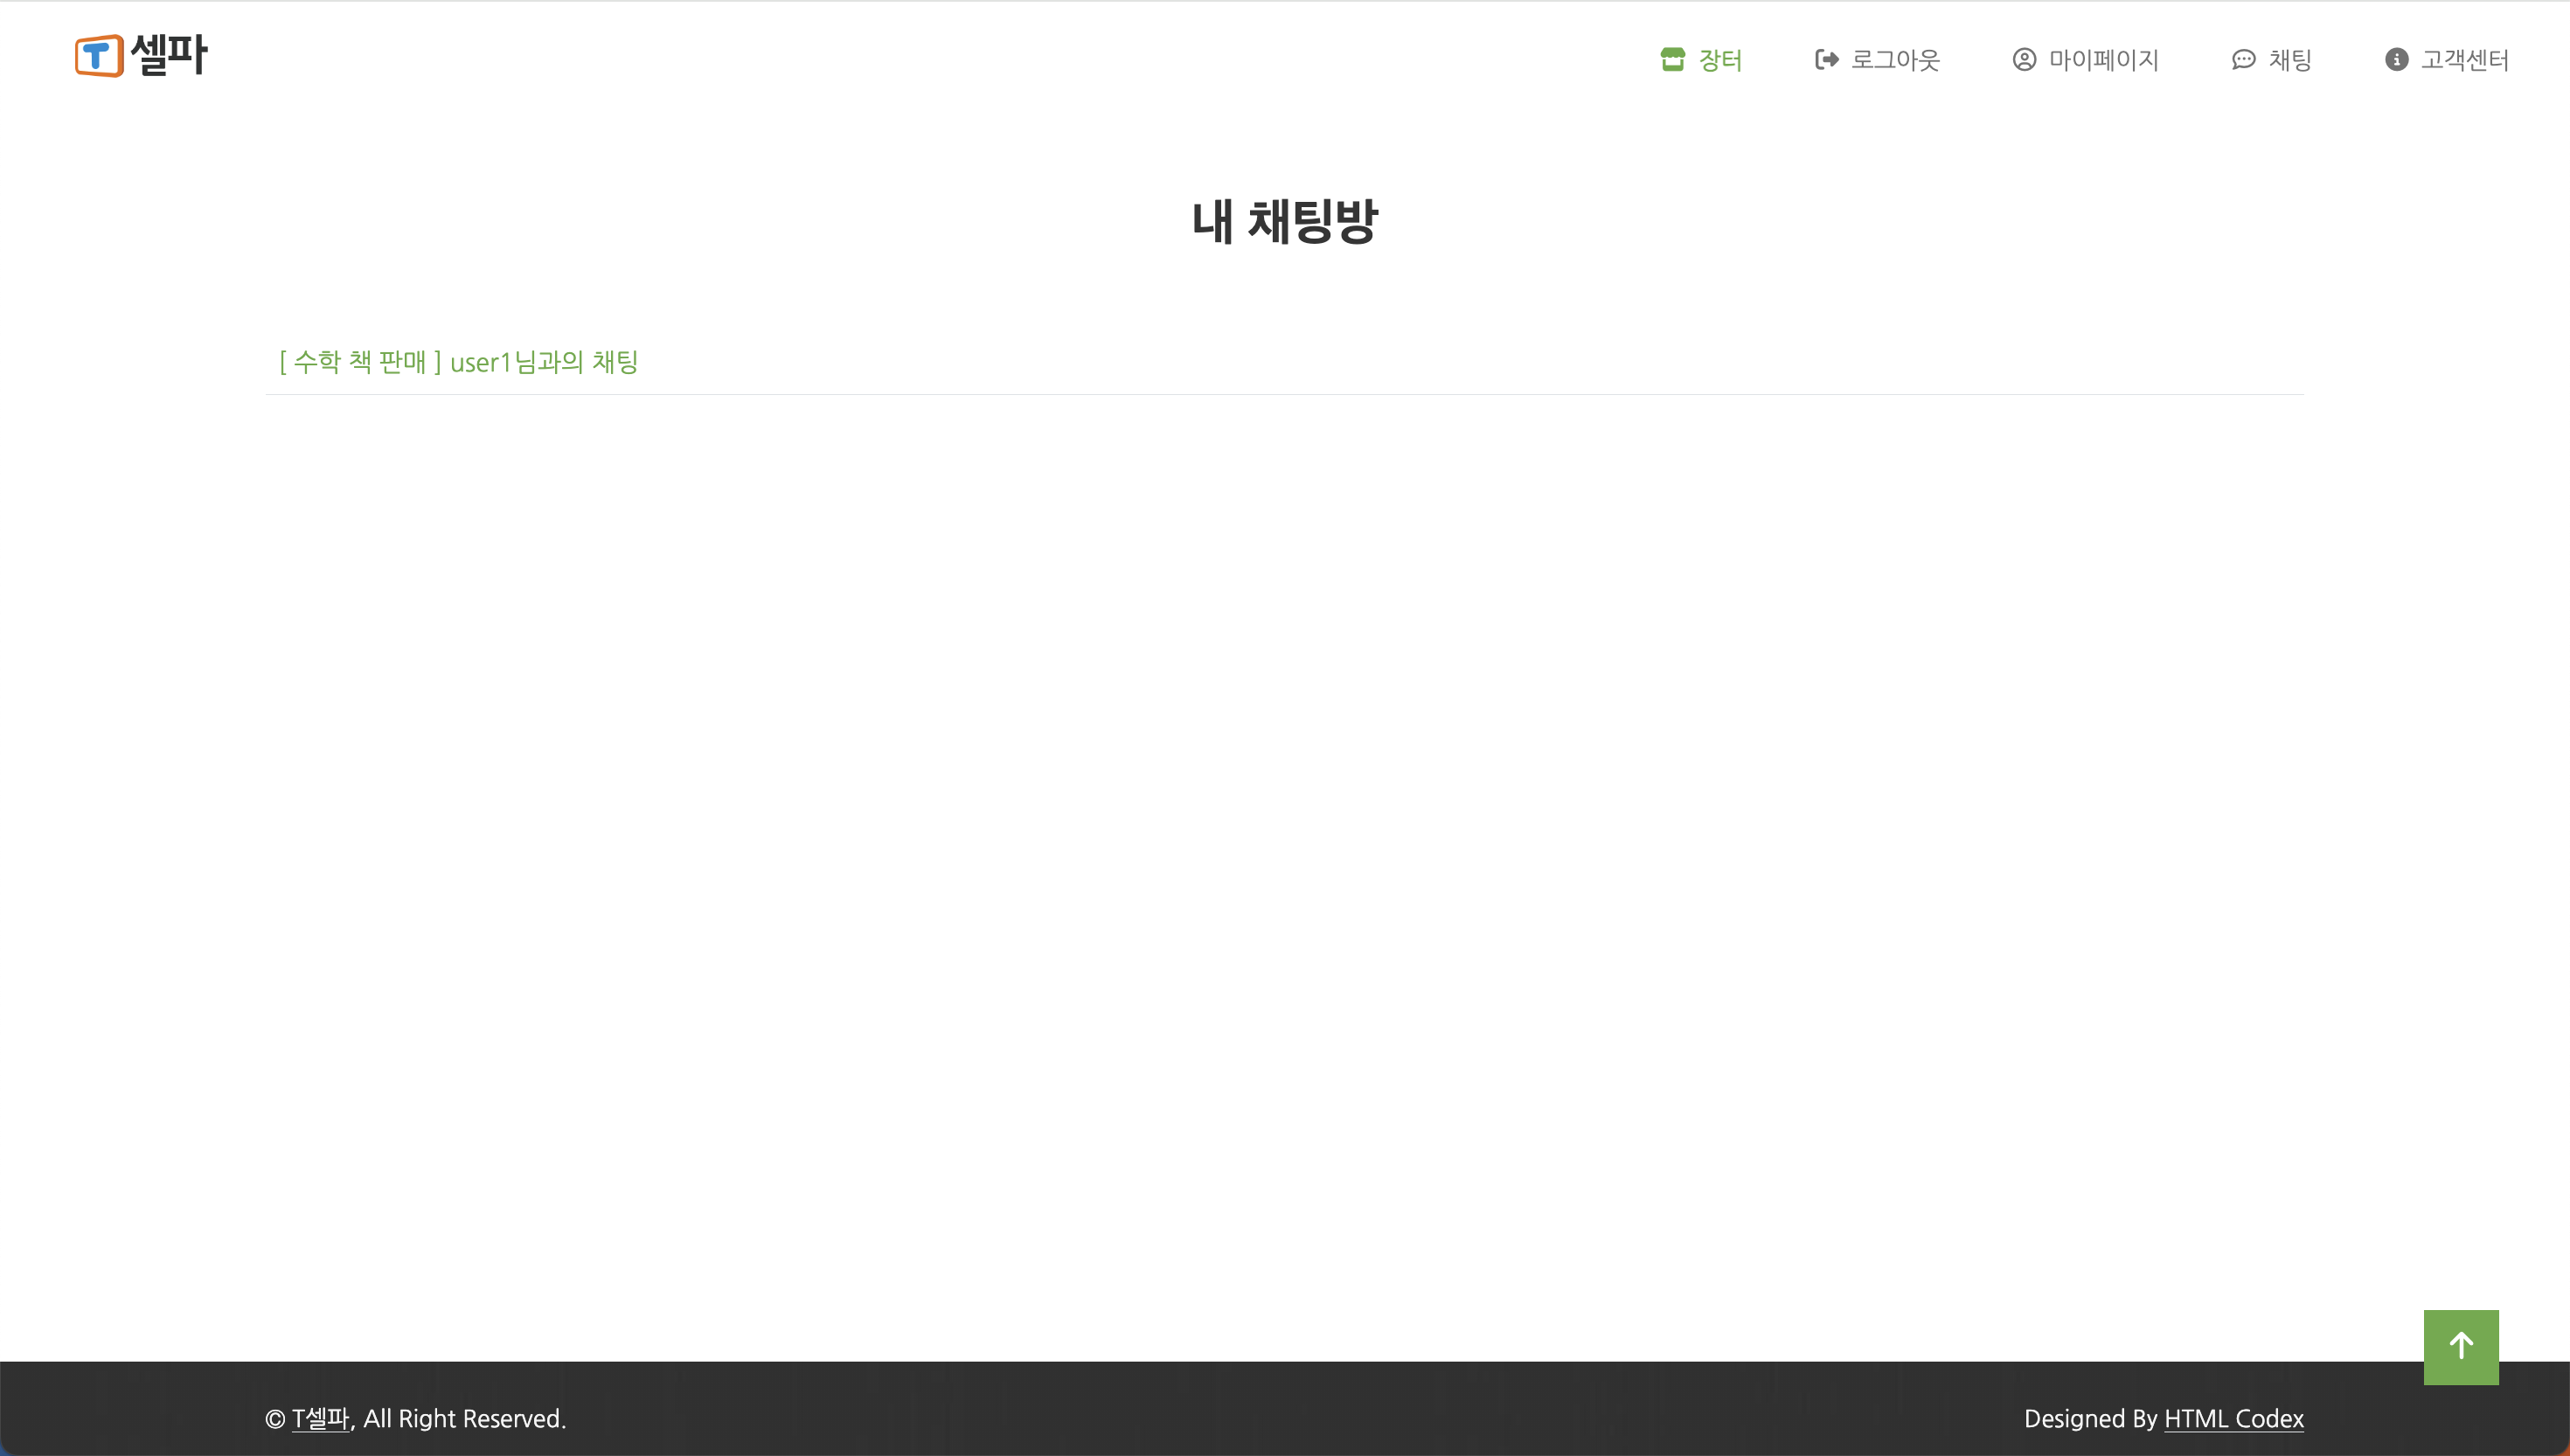 T셀파
장터 로그아웃 마이페이지 채팅 고객센터
내 채팅방
[ 수학 책 판매 ] user1님과의 채팅
© T셀파, All Right Reserved.
Designed By HTML Codex